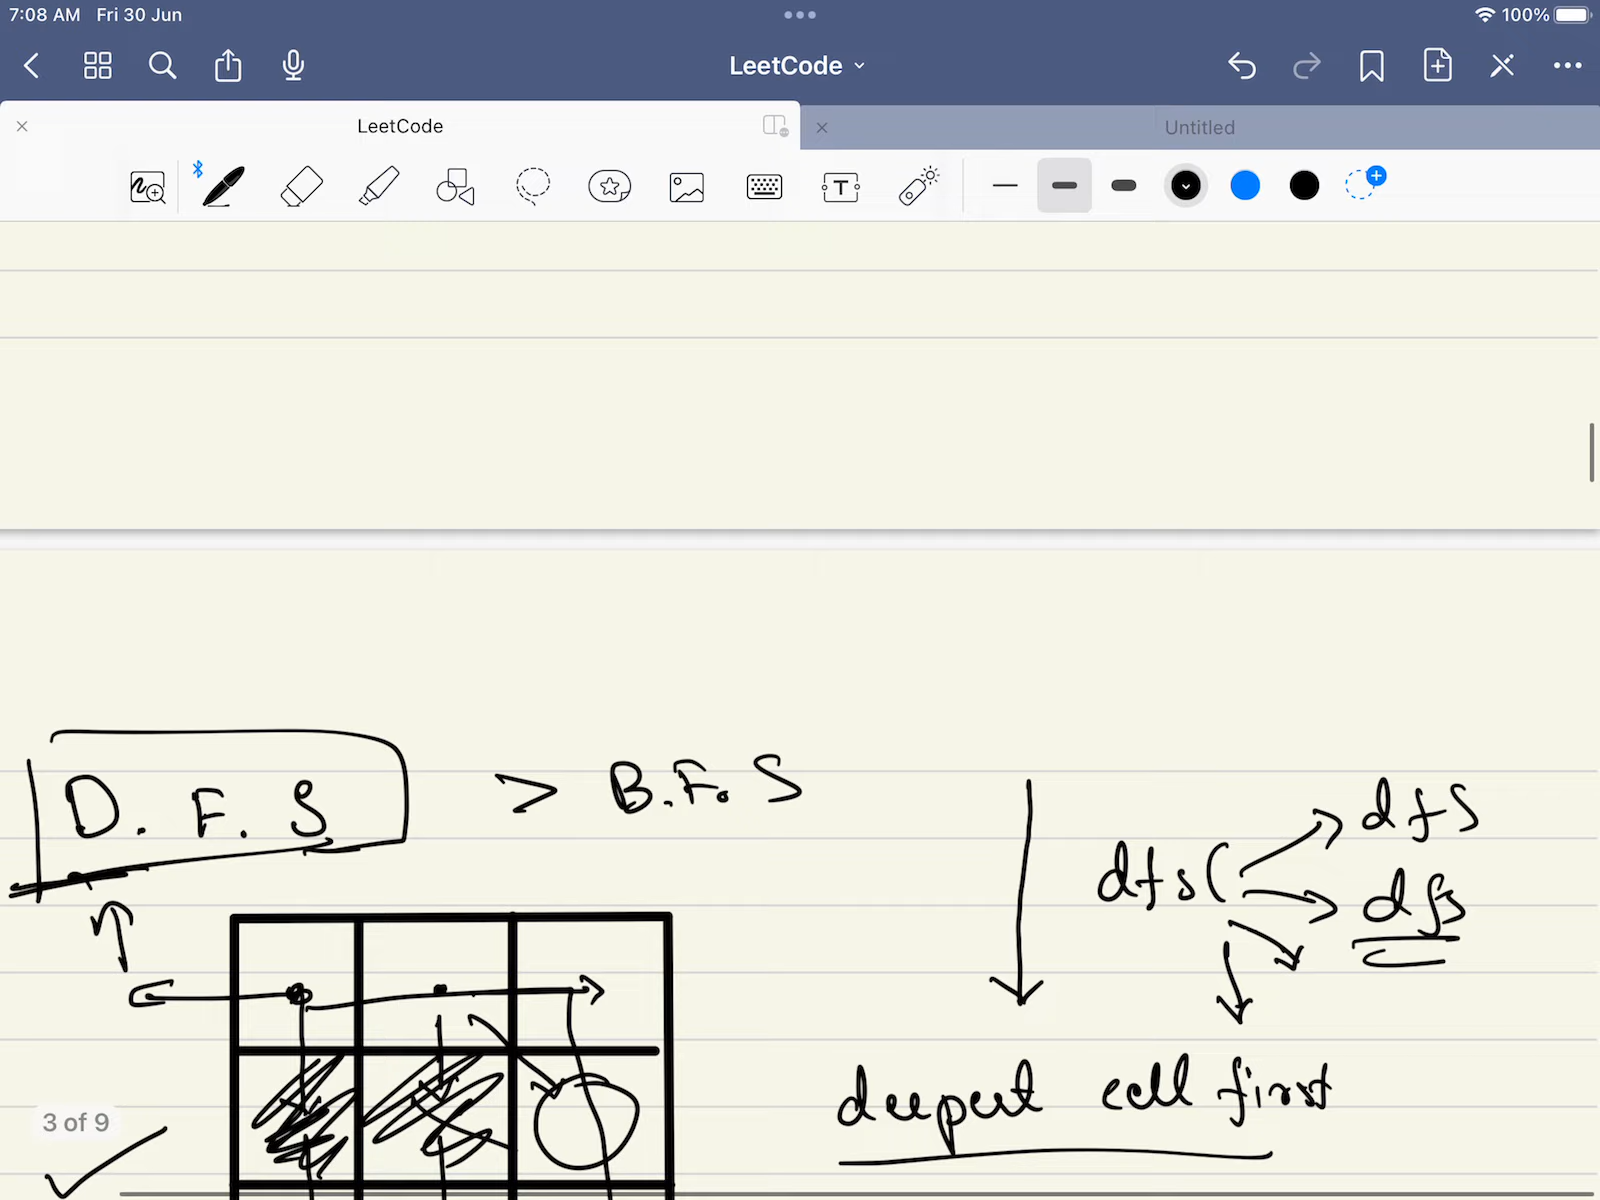 7:08 AM Fri 30 Jun
100%
LeetCode
LeetCode
Untitled
T
D. F. S > B.F.S
dfs( dfs
dfs
deepest cell first
3 of 9